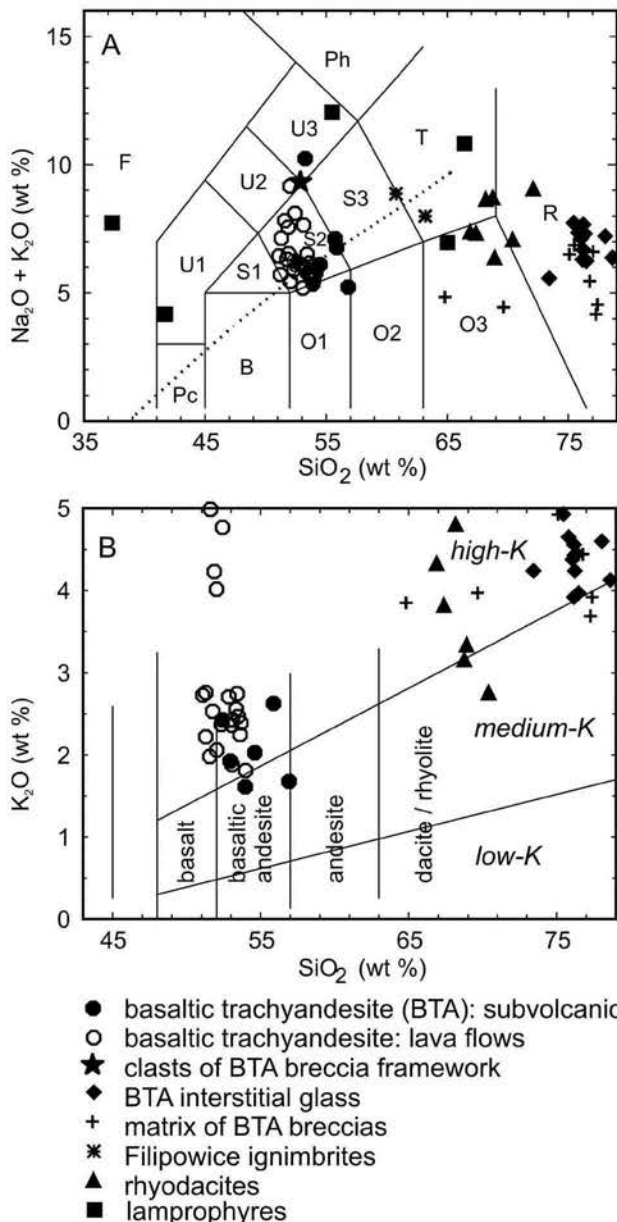 A
Na₂O + K₂O (wt %)
15
10
5
0
Ph
U3
T
F
U2
S3
R
U1
S1
S2
O3
O2
O1
B
Pc
35 45 55 65 75
SiO₂ (wt %)
B
K₂O (wt %)
5
4
3
2
1
0
high-K
medium-K
low-K
basalt
basaltic
andesite
andesite
dacite / rhyolite
45 55 65 75
SiO₂ (wt %)
basaltic trachyandesite (BTA): subvolcanic
basaltic trachyandesite: lava flows
clasts of BTA breccia framework
BTA interstitial glass
matrix of BTA breccias
Filipowice ignimbrites
rhyodacites
lamprophyres